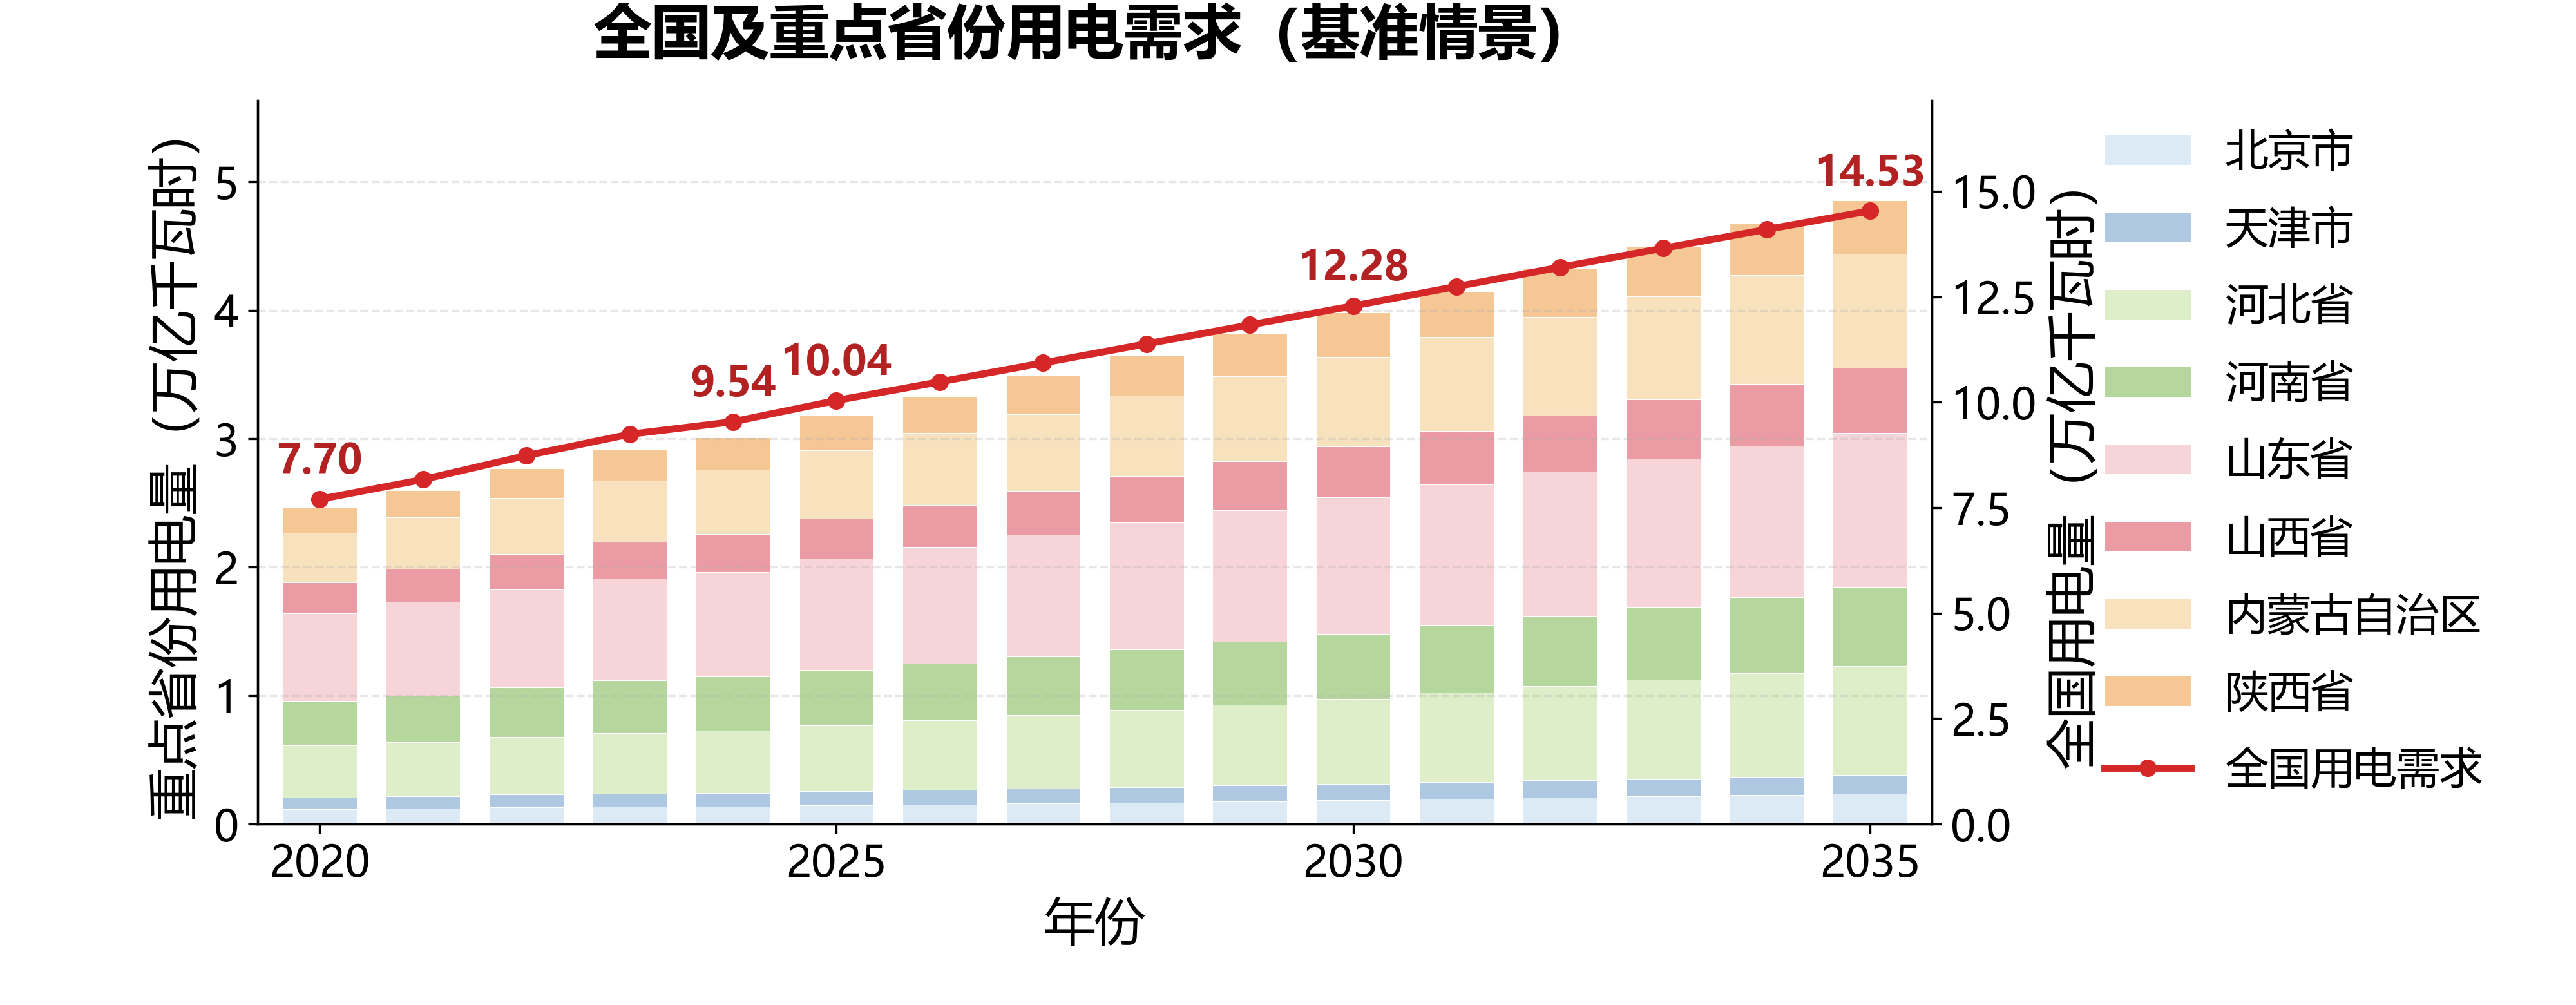 全国及重点省份用电需求（基准情景）
重点省份用电量（万亿千瓦时）
5
4
3
2
1
0
7.70
9.54
10.04
12.28
14.53
2020
2025
2030
2035
年份
15.0
12.5
10.0
7.5
5.0
2.5
0.0
全国用电量（万亿千瓦时）
北京市
天津市
河北省
河南省
山东省
山西省
内蒙古自治区
陕西省
全国用电需求